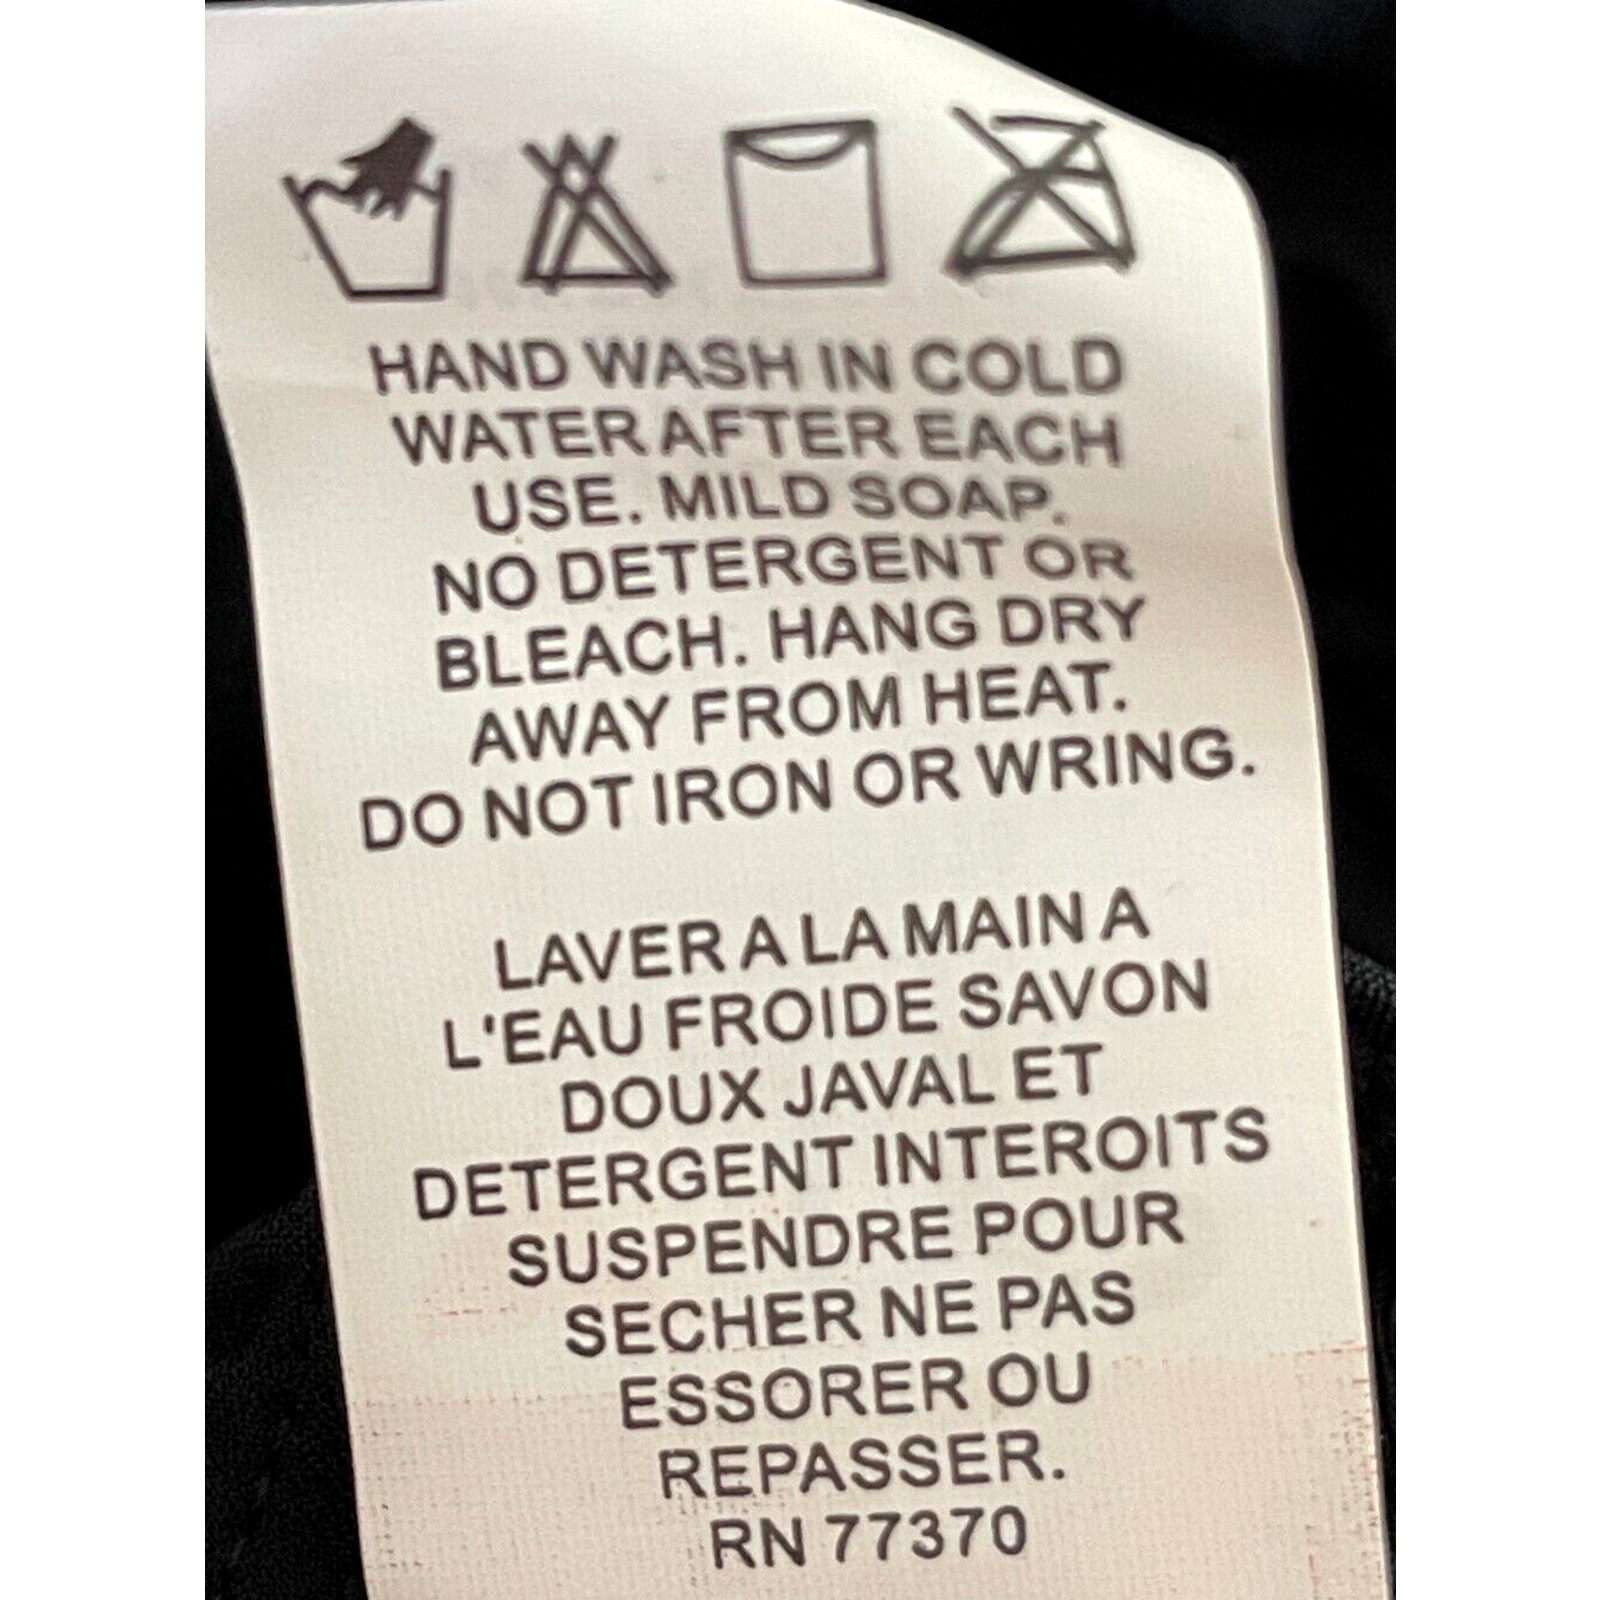 HAND WASH IN COLD
WATER AFTER EACH
USE. MILD SOAP.
NO DETERGENT OR
BLEACH. HANG DRY
AWAY FROM HEAT.
DO NOT IRON OR WRING.
LAVER A LA MAIN A
L'EAU FROIDE SAVON
DOUX JAVAL ET
DETERGENT INTEROITS
SUSPENDRE POUR
SECHER NE PAS
ESSORER OU
REPASSER.
RN 77370